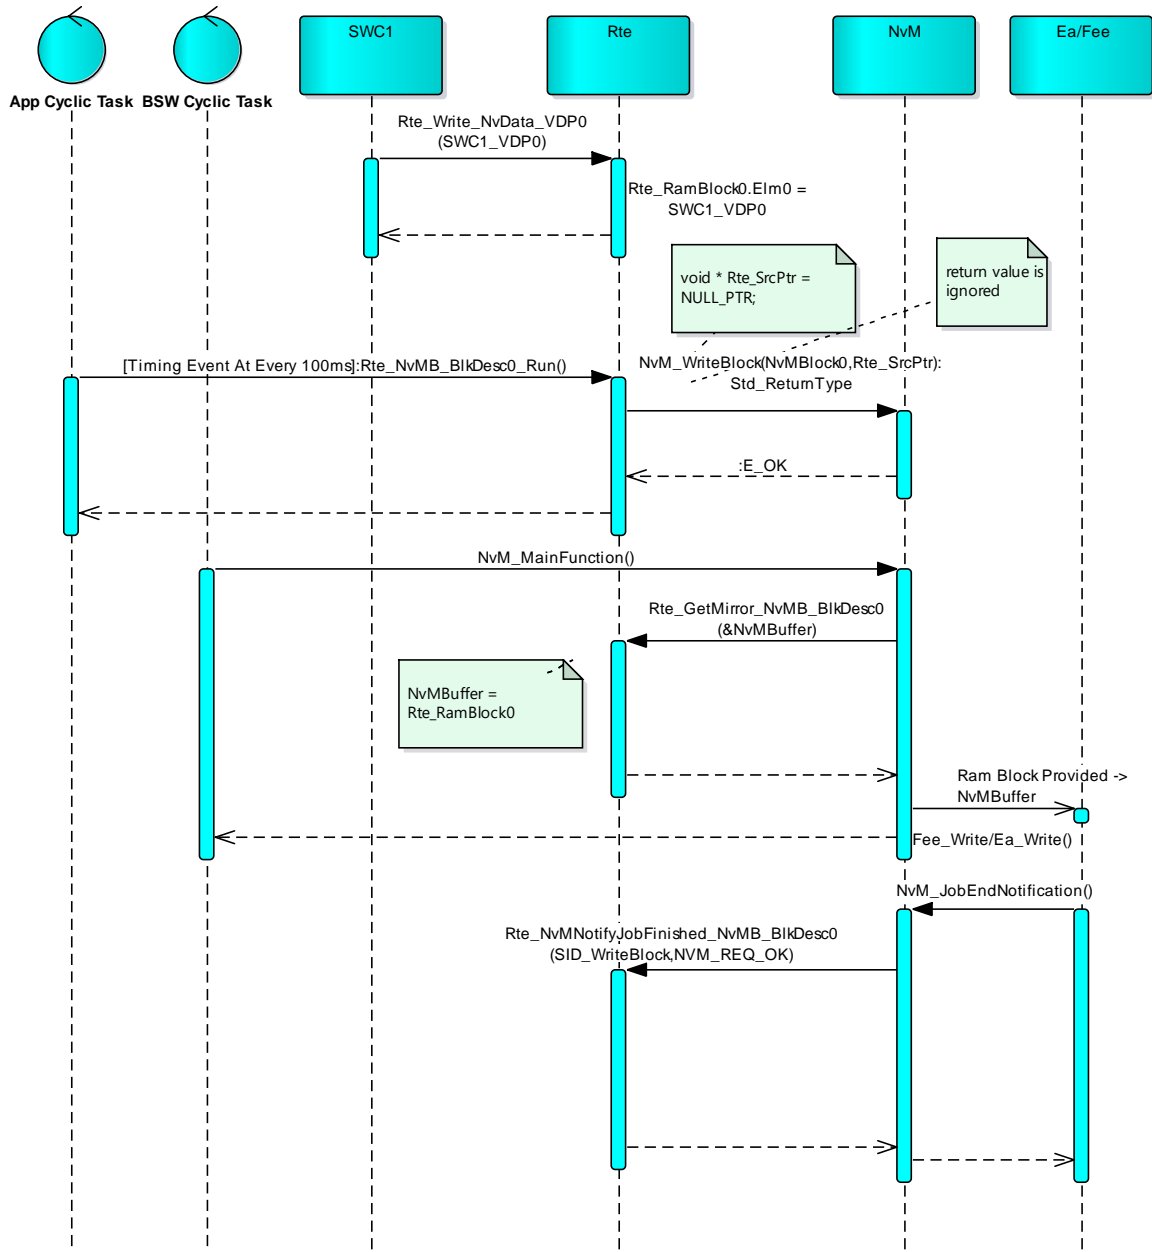 SWC1
Rte
NvM
Ea/Fee
App Cyclic Task
BSW Cyclic Task
Rte_Write_NvData_VDP0
(SWC1_VDP0)
Rte_RamBlock0.Elm0 =
SWC1_VDP0
void * Rte_SrcPtr =
NULL_PTR;
return value is
ignored
[Timing Event At Every 100ms]:Rte_NvMB_BlkDesc0_Run()
NvM_WriteBlock(NvMBlock0,Rte_SrcPtr):
Std_ReturnType
:E_OK
NvM_MainFunction()
Rte_GetMirror_NvMB_BlkDesc0
(&NvMBuffer)
NvMBuffer =
Rte_RamBlock0
Ram Block Provided ->
NvMBuffer
Fee_Write/Ea_Write()
NvM_JobEndNotification()
Rte_NvMNotifyJobFinished_NvMB_BlkDesc0
(SID_WriteBlock,NVM_REQ_OK)